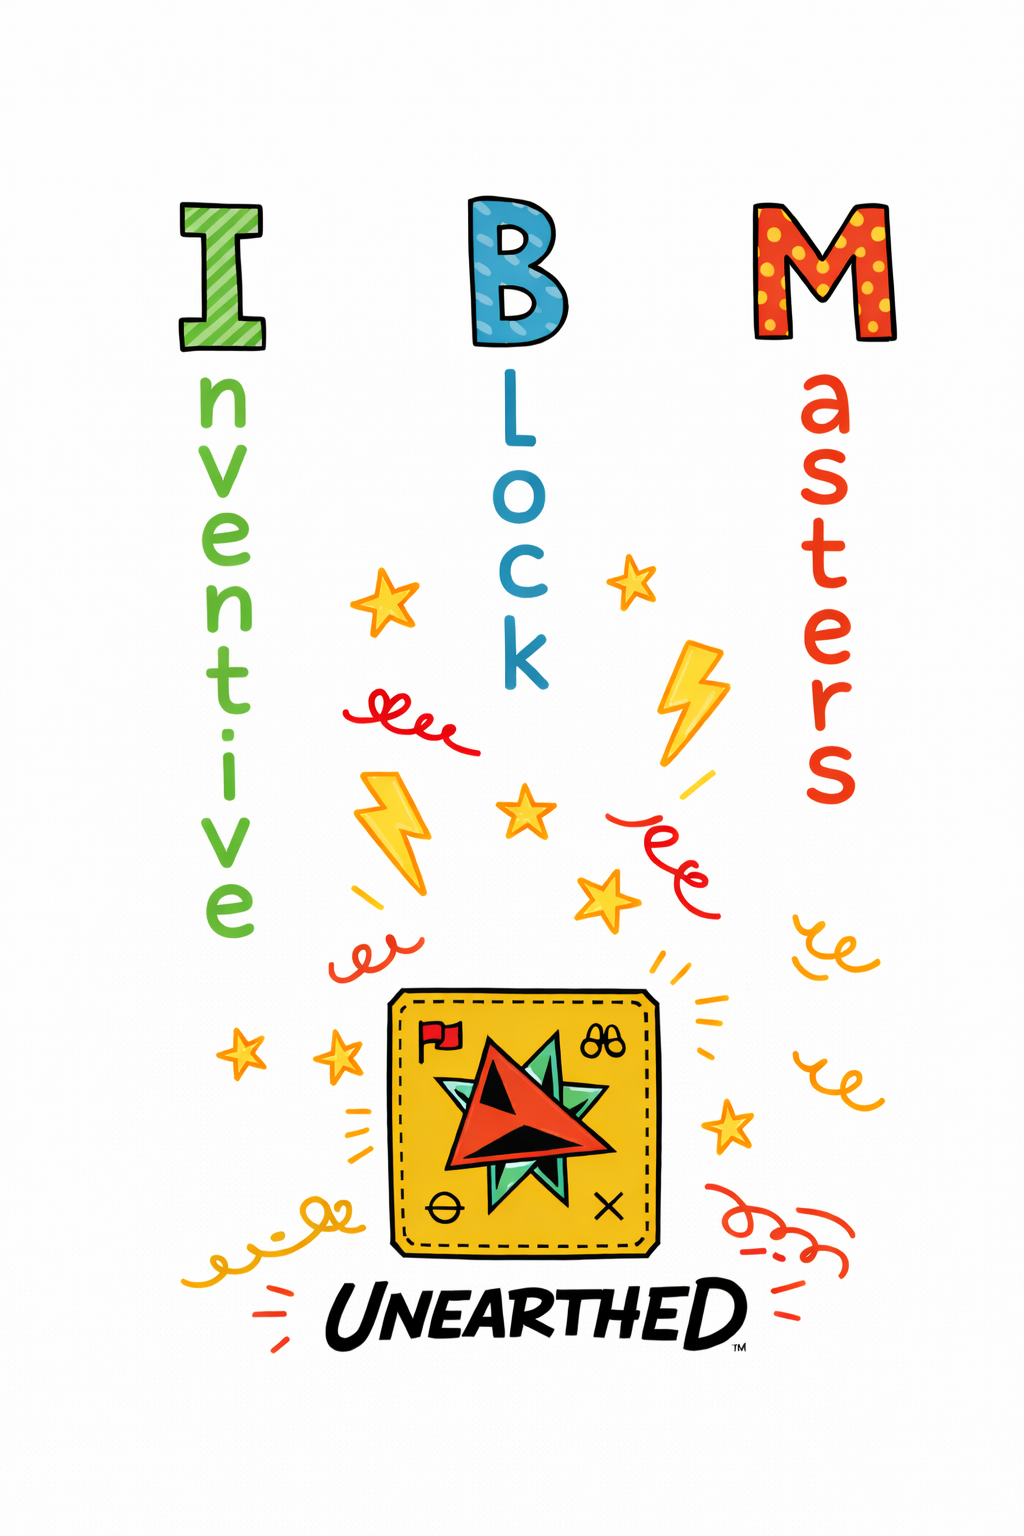 Inventive
Block
Masters
UNEARTHED™